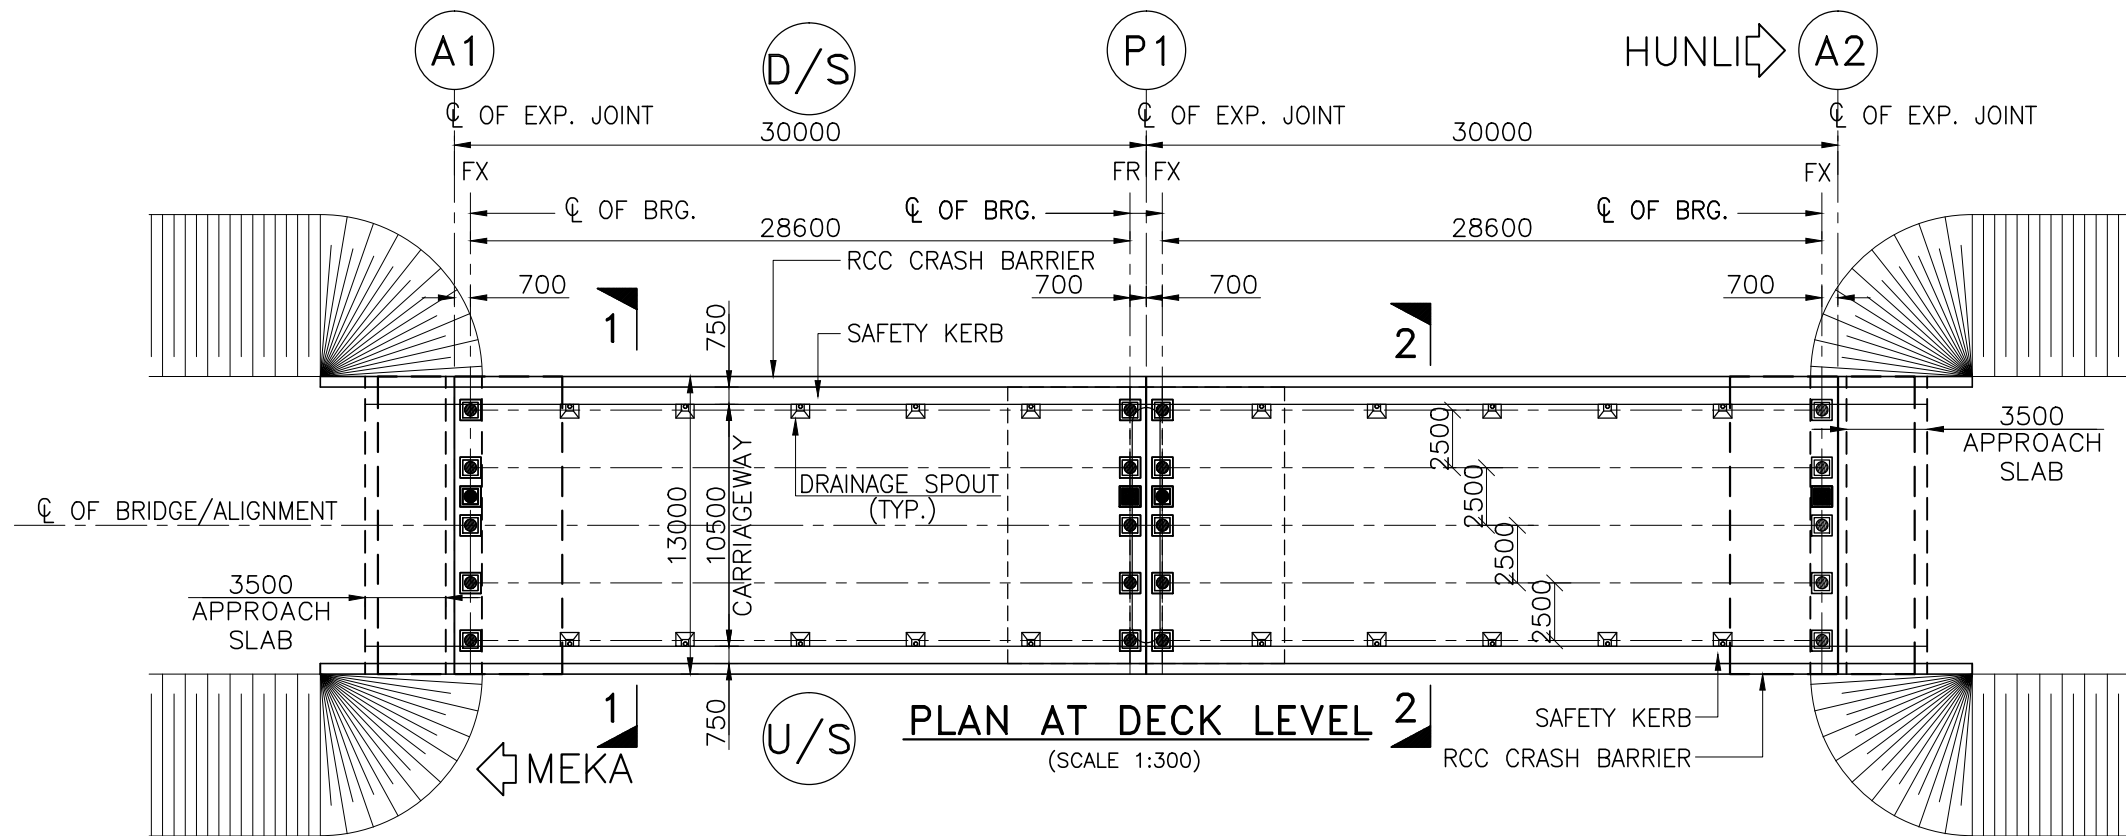 A1
D/S
P1
HUNLI
A2
℄ OF EXP. JOINT
℄ OF EXP. JOINT
℄ OF EXP. JOINT
30000
30000
FX
FR
FX
FX
℄ OF BRG.
℄ OF BRG.
℄ OF BRG.
28600
28600
RCC CRASH BARRIER
700
700
700
700
1
750
SAFETY KERB
2
3500
APPROACH
SLAB
DRAINAGE SPOUT
(TYP.)
℄ OF BRIDGE/ALIGNMENT
13000
10500
CARRIAGEWAY
2500
2500
2500
2500
3500
APPROACH
SLAB
1
750
U/S
PLAN AT DECK LEVEL
(SCALE 1:300)
2
SAFETY KERB
RCC CRASH BARRIER
MEKA